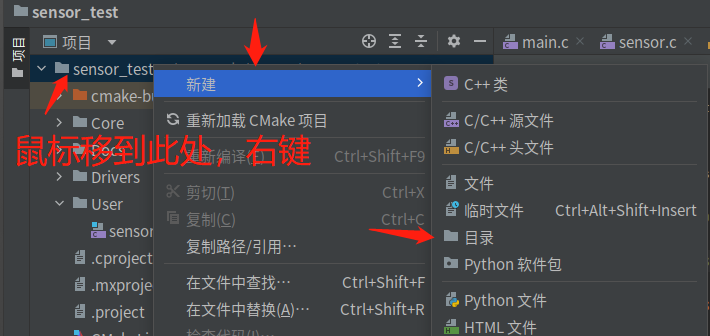 sensor_test
项目
项目
main.c
sensor.c
sensor_test
新建
C++ 类
cmake-bu
重新加载 CMake 项目
C/C++ 源文件
Core
C/C++ 头文件
鼠标移到此处，右键
Docs
重新编译(E) Ctrl+Shift+F9
Drivers
剪切(T) Ctrl+X
文件
User
复制(C) Ctrl+C
临时文件 Ctrl+Alt+Shift+Insert
sensor
复制路径/引用…
目录
.cproject
Python 软件包
.mxproject
在文件中查找… Ctrl+Shift+F
.project
在文件中替换(A)… Ctrl+Shift+R
Python 文件
HTML 文件